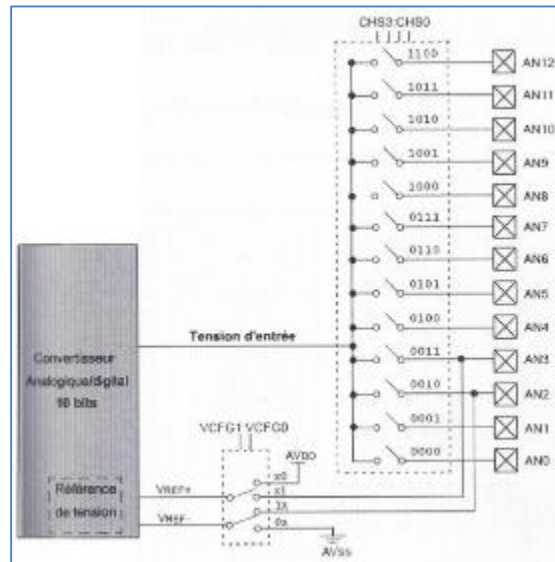 CHS3:CHS0
1100 AN12
1011 AN11
1010 AN10
1001 AN9
1000 AN8
0111 AN7
0110 AN6
0101 AN5
0100 AN4
Tension d'entrée
0011 AN3
0010 AN2
0001 AN1
0000 AN0
Convertisseur
Analogique/digital
10 bits
VCFG1 VCFG0
AVDD
Référence
de tension
VREF+
VREF-
x0
x1
1x
0x
AVSS